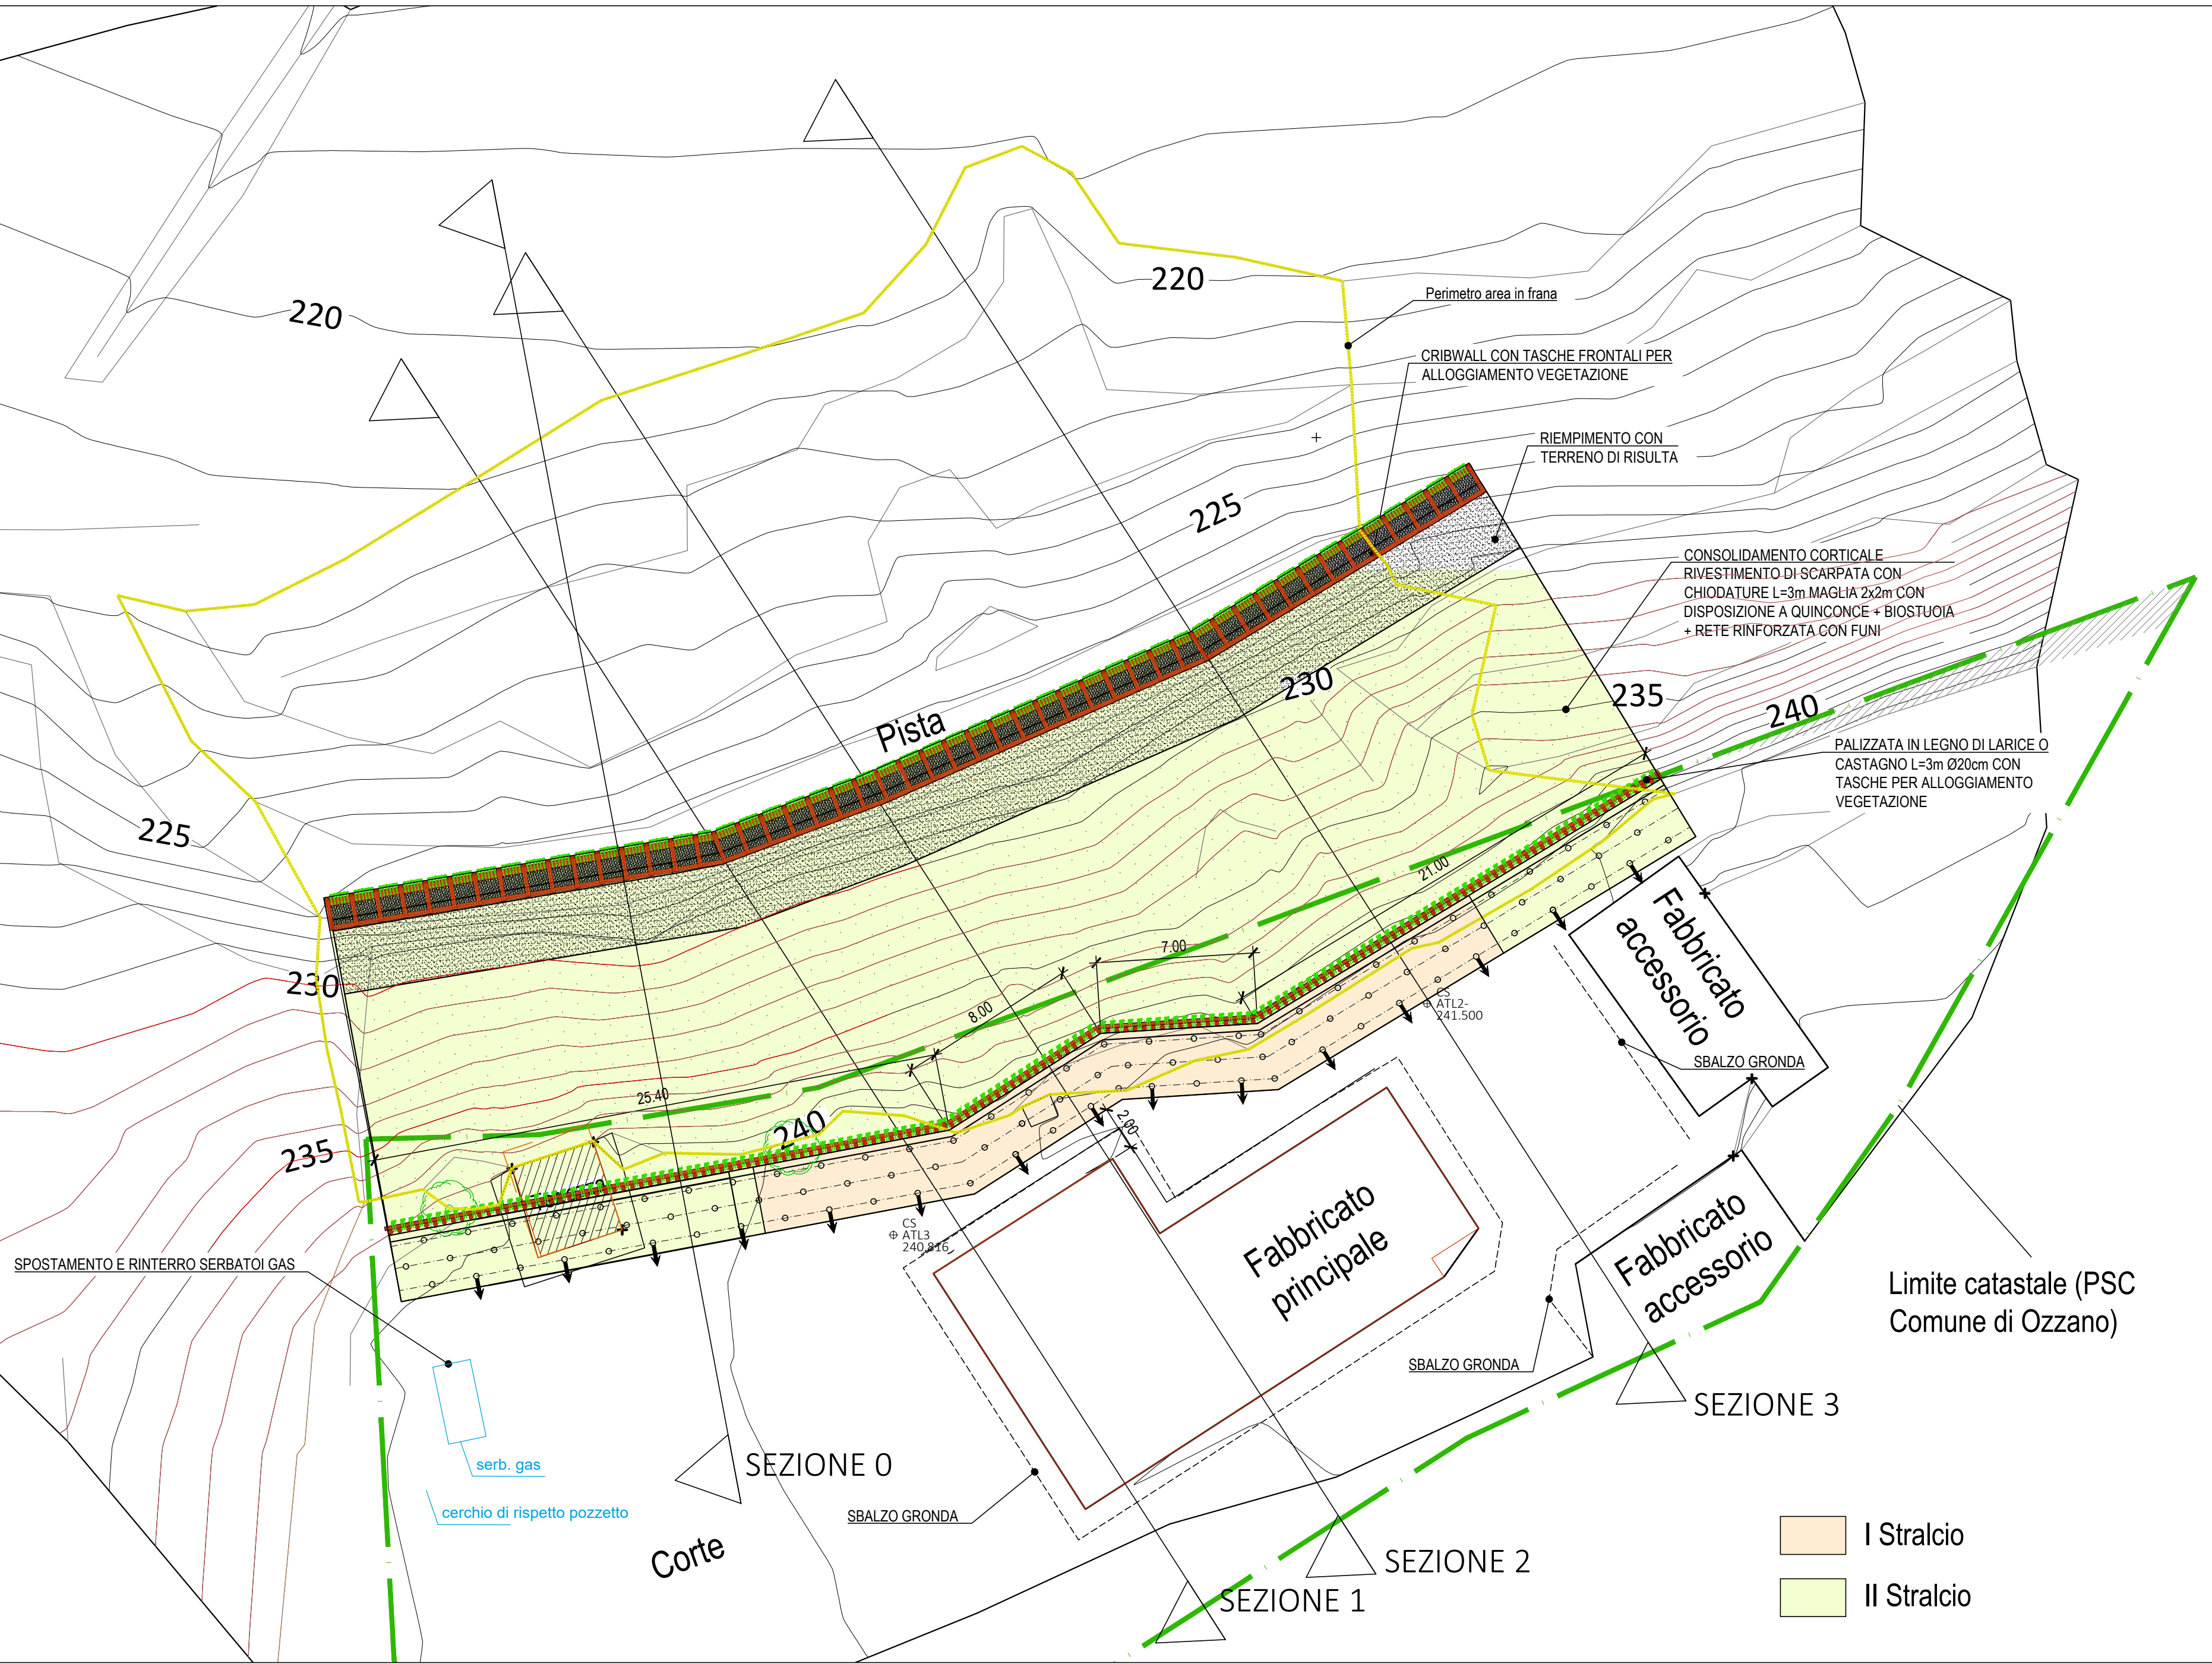 220
220
Perimetro area in frana
CRIBWALL CON TASCHE FRONTALI PER
ALLOGGIAMENTO VEGETAZIONE
RIEMPIMENTO CON
TERRENO DI RISULTA
225
CONSOLIDAMENTO CORTICALE
RIVESTIMENTO DI SCARPATA CON
CHIODATURE L=3m MAGLIA 2x2m CON
DISPOSIZIONE A QUINCONCE + BIOSTUOIA
+ RETE RINFORZATA CON FUNI
230
235
240
Pista
PALIZZATA IN LEGNO DI LARICE O
CASTAGNO L=3m Ø20cm CON
TASCHE PER ALLOGGIAMENTO
VEGETAZIONE
225
21.00
7.00
230
8.00
CS
ATL2-
241.500
Fabbricato
accessorio
SBALZO GRONDA
25.40
240
2.00
235
CS
ATL3
240.816
SPOSTAMENTO E RINTERRO SERBATOI GAS
Fabbricato
principale
Fabbricato
accessorio
Limite catastale (PSC
Comune di Ozzano)
SBALZO GRONDA
SEZIONE 3
serb. gas
SEZIONE 0
cerchio di rispetto pozzetto
SBALZO GRONDA
Corte
SEZIONE 2
SEZIONE 1
I Stralcio
II Stralcio